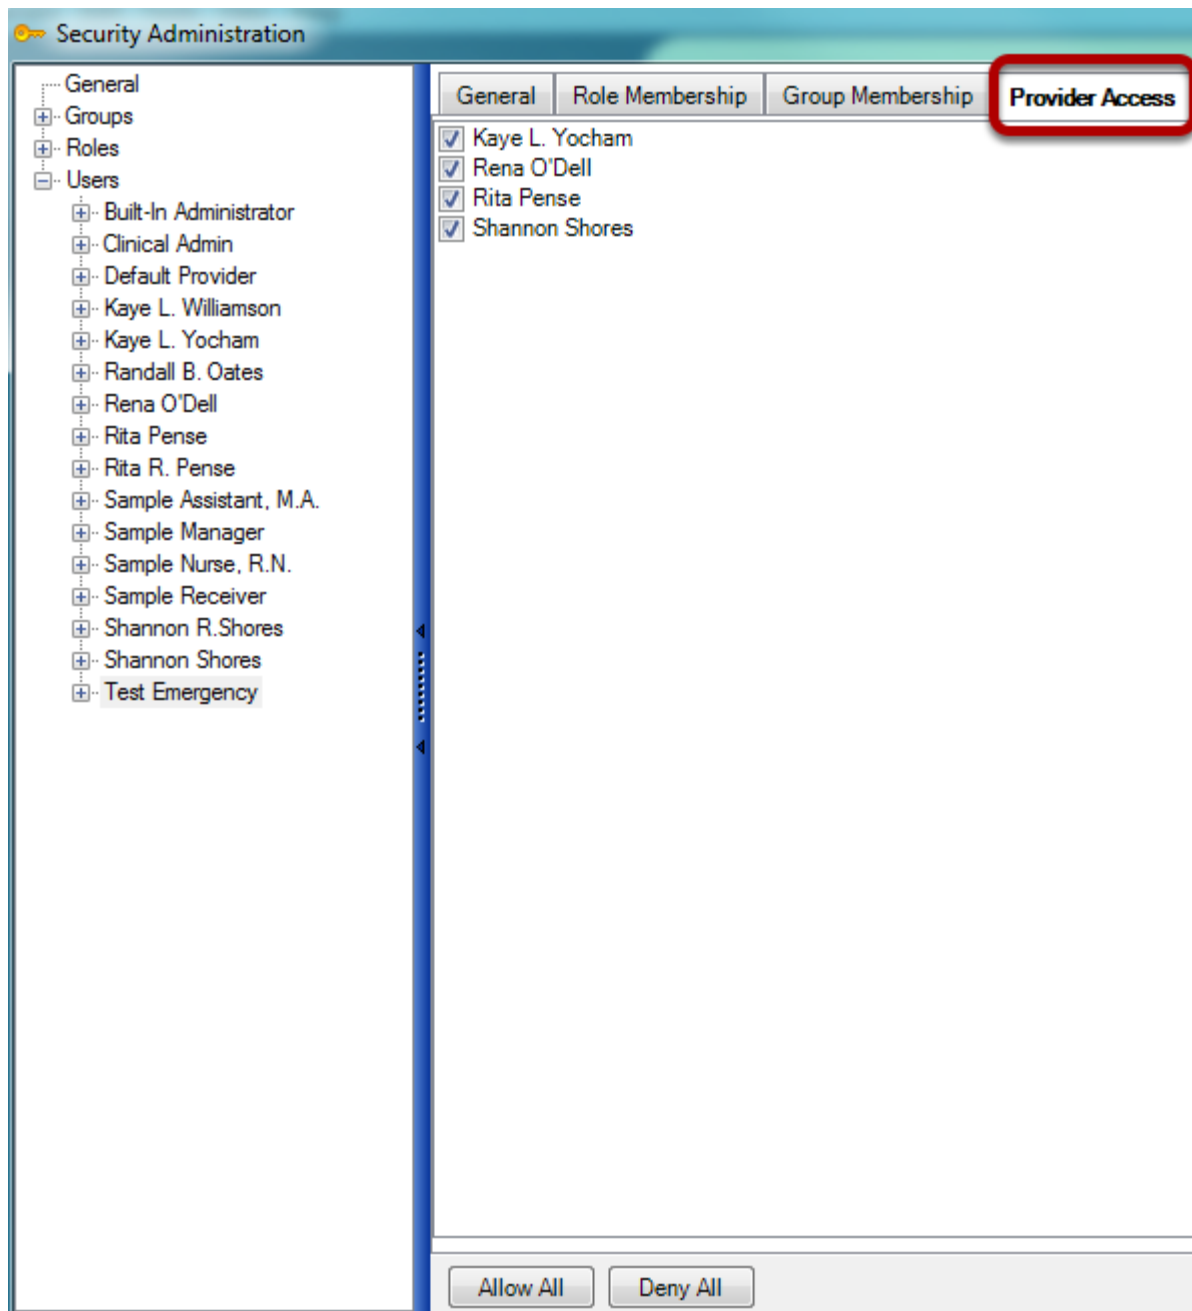 Security Administration
General
Groups
Roles
Users
Built-In Administrator
Clinical Admin
Default Provider
Kaye L. Williamson
Kaye L. Yocham
Randall B. Oates
Rena O'Dell
Rita Pense
Rita R. Pense
Sample Assistant, M.A.
Sample Manager
Sample Nurse, R.N.
Sample Receiver
Shannon R.Shores
Shannon Shores
Test Emergency
General Role Membership Group Membership Provider Access
Kaye L. Yocham
Rena O'Dell
Rita Pense
Shannon Shores
Allow All Deny All